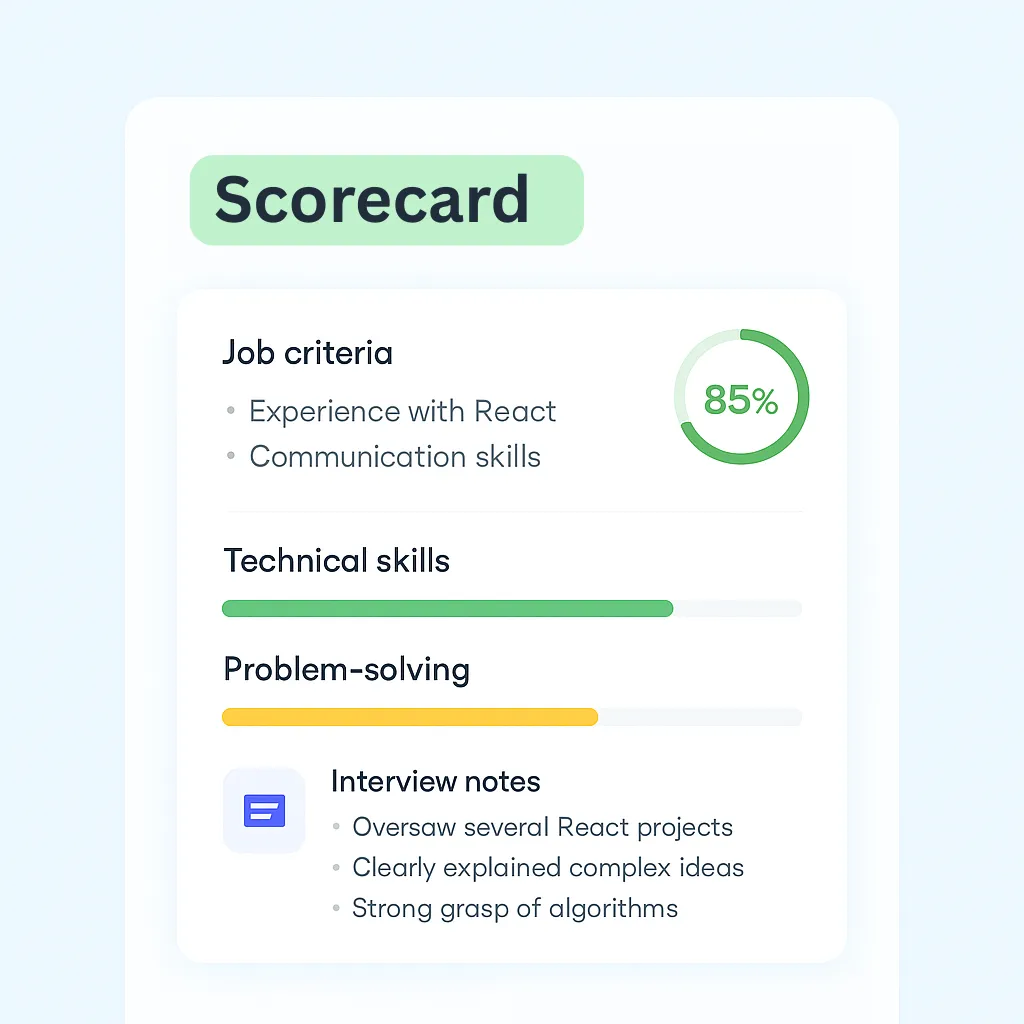 Scorecard
Job criteria
• Experience with React
• Communication skills
85%
Technical skills
Problem-solving
Interview notes
• Oversaw several React projects
• Clearly explained complex ideas
• Strong grasp of algorithms